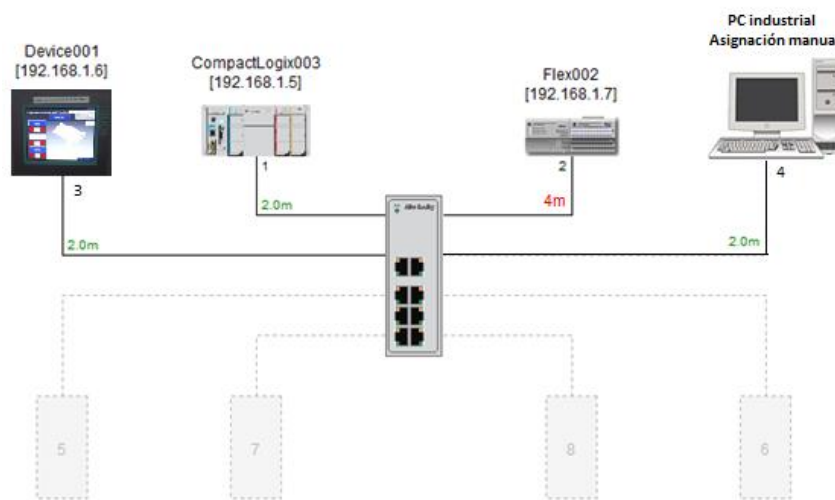 PC industrial
Asignación manual
Device001
[192.168.1.6]
CompactLogix003
[192.168.1.5]
Flex002
[192.168.1.7]
3
1
2
4
2.0m
4m
2.0m
2.0m
5
7
8
6